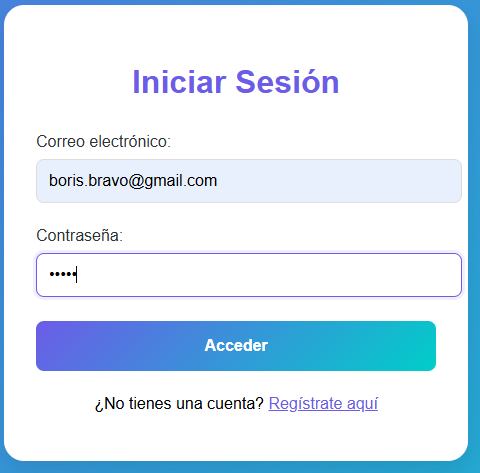 Iniciar Sesión
Correo electrónico:
boris.bravo@gmail.com
Contraseña:
•••••
Acceder
¿No tienes una cuenta? Regístrate aquí